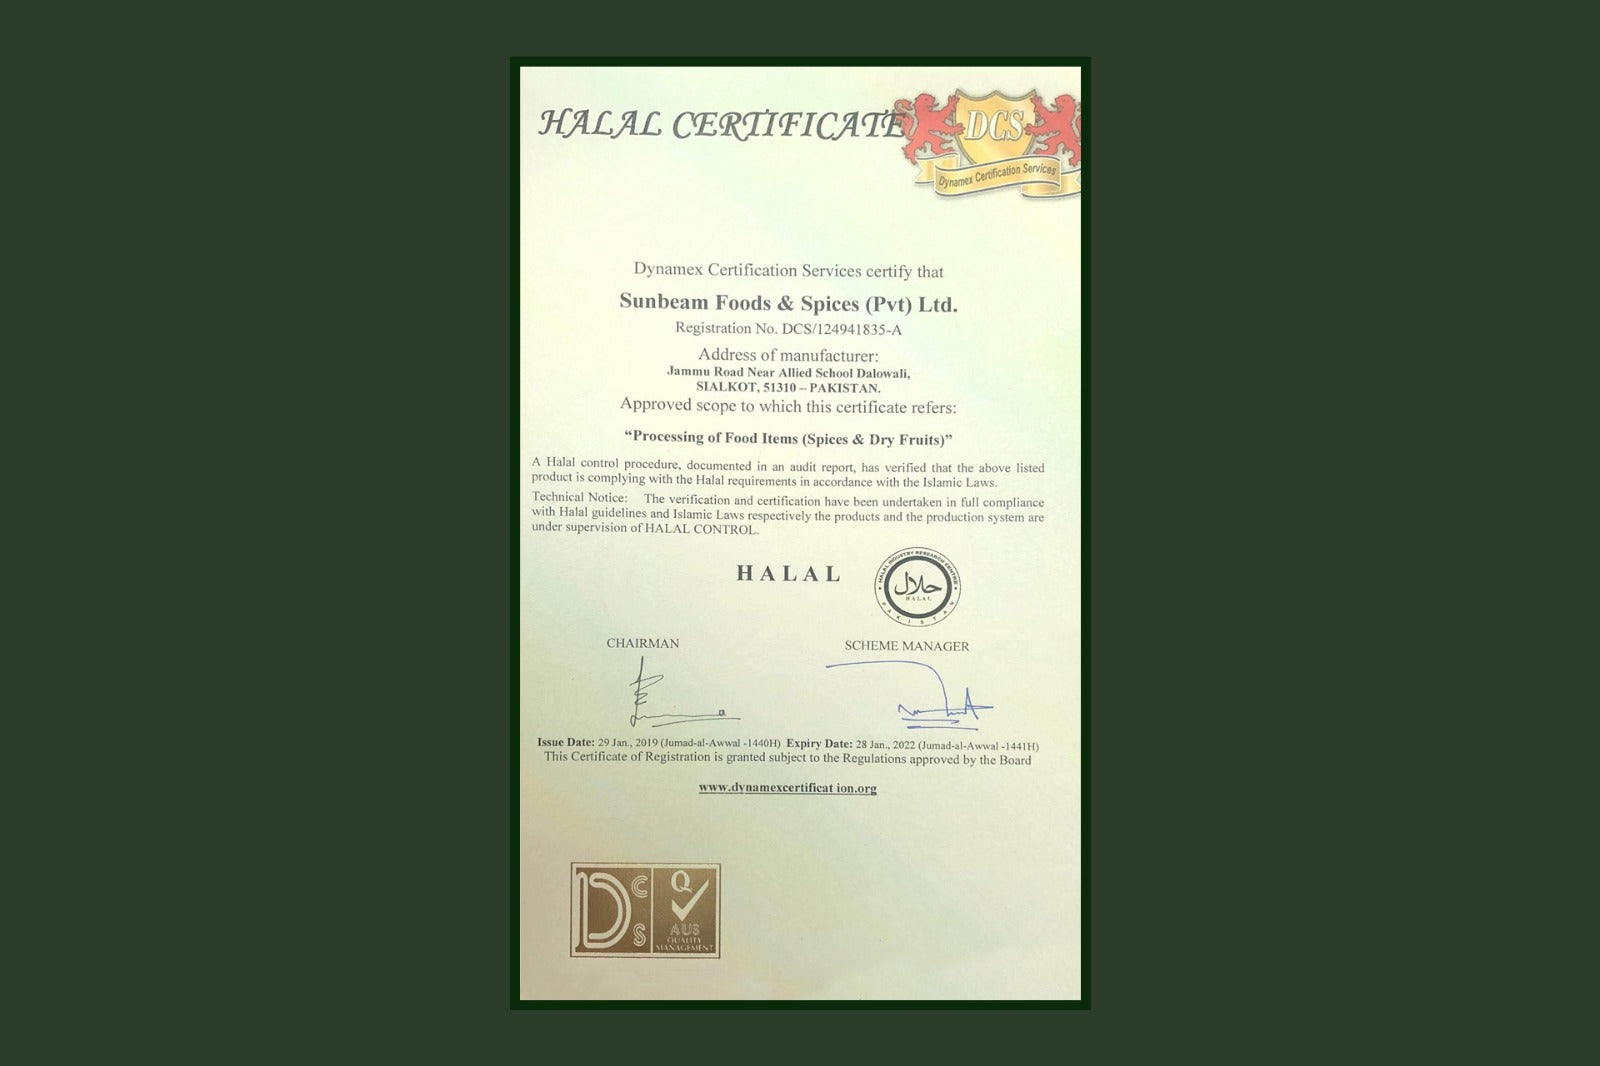 HALAL CERTIFICATE
DCS
Dynamex Certification Services
Dynamex Certification Services certify that
Sunbeam Foods & Spices (Pvt) Ltd.
Registration No. DCS/124941835-A
Address of manufacturer:
Jammu Road Near Allied School Dalowali,
SIALKOT, 51310 – PAKISTAN.
Approved scope to which this certificate refers:
“Processing of Food Items (Spices & Dry Fruits)”
A Halal control procedure, documented in an audit report, has verified that the above listed
product is complying with the Halal requirements in accordance with the Islamic Laws.
Technical Notice: The verification and certification have been undertaken in full compliance
with Halal guidelines and Islamic Laws respectively the products and the production system are
under supervision of HALAL CONTROL.
HALAL
HALAL INDUSTRY RESEARCH CENTRE
حلال
HALAL
PAKISTAN
CHAIRMAN
SCHEME MANAGER
Issue Date: 29 Jan., 2019 (Jumad-al-Awwal -1440H) Expiry Date: 28 Jan., 2022 (Jumad-al-Awwal -1441H)
This Certificate of Registration is granted subject to the Regulations approved by the Board
www.dynamexcertificat ion.org
DCS
Q
AUS
QUALITY
MANAGEMENT